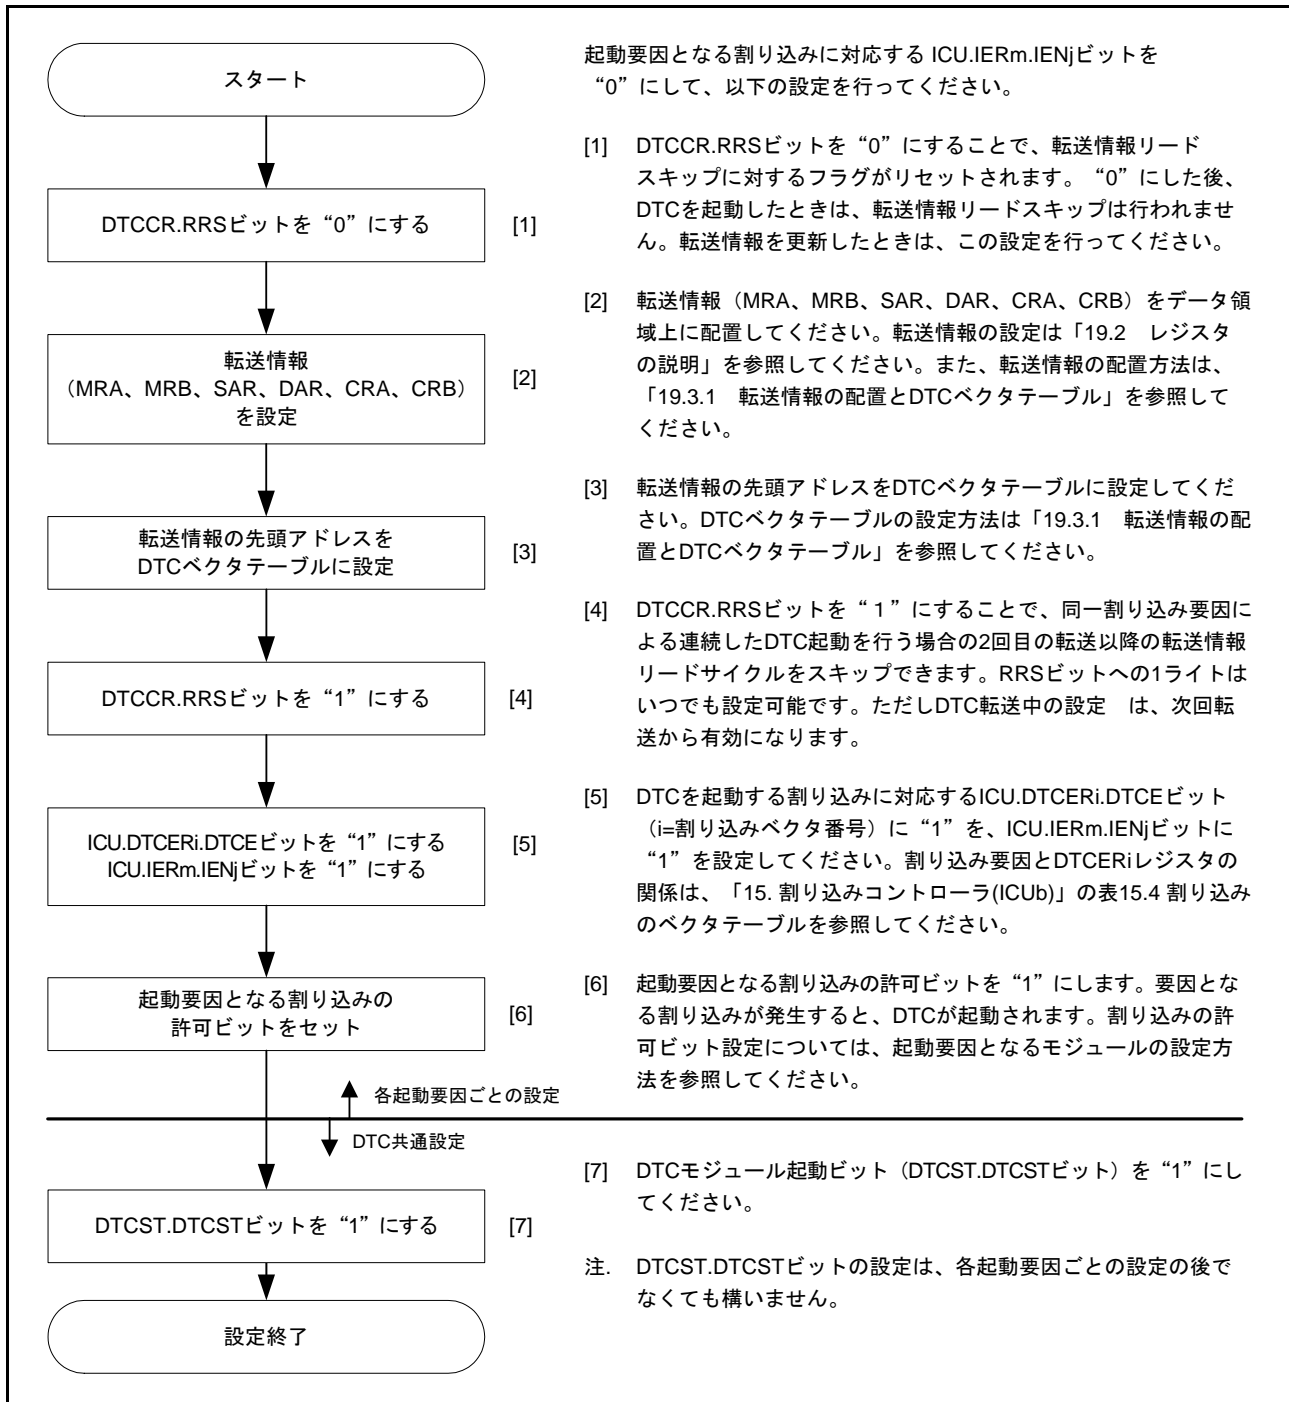 スタート
DTCCR.RRSビットを“0”にする
[1]
転送情報
（MRA、MRB、SAR、DAR、CRA、CRB）
を設定
[2]
転送情報の先頭アドレスを
DTCベクタテーブルに設定
[3]
DTCCR.RRSビットを“1”にする
[4]
ICU.DTCERi.DTCEビットを“1”にする
ICU.IERm.IENjビットを“1”にする
[5]
起動要因となる割り込みの
許可ビットをセット
[6]
各起動要因ごとの設定
DTC共通設定
DTCST.DTCSTビットを“1”にする
[7]
設定終了
起動要因となる割り込みに対応する ICU.IERm.IENjビットを
“0”にして、以下の設定を行ってください。
[1] DTCCR.RRSビットを“0”にすることで、転送情報リード
スキップに対するフラグがリセットされます。“0”にした後、
DTCを起動したときは、転送情報リードスキップは行われませ
ん。転送情報を更新したときは、この設定を行ってください。
[2] 転送情報（MRA、MRB、SAR、DAR、CRA、CRB）をデータ領
域上に配置してください。転送情報の設定は「19.2　レジスタ
の説明」を参照してください。また、転送情報の配置方法は、
「19.3.1　転送情報の配置とDTCベクタテーブル」を参照して
ください。
[3] 転送情報の先頭アドレスをDTCベクタテーブルに設定してくだ
さい。DTCベクタテーブルの設定方法は「19.3.1　転送情報の配
置とDTCベクタテーブル」を参照してください。
[4] DTCCR.RRSビットを“１”にすることで、同一割り込み要因に
よる連続したDTC起動を行う場合の2回目の転送以降の転送情報
リードサイクルをスキップできます。RRSビットへの1ライトは
いつでも設定可能です。ただしDTC転送中の設定　は、次回転
送から有効になります。
[5] DTCを起動する割り込みに対応するICU.DTCERi.DTCEビット
（i=割り込みベクタ番号）に“1”を、ICU.IERm.IENjビットに
“1”を設定してください。割り込み要因とDTCERiレジスタの
関係は、「15. 割り込みコントローラ(ICUb)」の表15.4 割り込み
のベクタテーブルを参照してください。
[6] 起動要因となる割り込みの許可ビットを“1”にします。要因とな
る割り込みが発生すると、DTCが起動されます。割り込みの許
可ビット設定については、起動要因となるモジュールの設定方
法を参照してください。
[7] DTCモジュール起動ビット（DTCST.DTCSTビット）を“1”にし
てください。
注. DTCST.DTCSTビットの設定は、各起動要因ごとの設定の後で
なくても構いません。